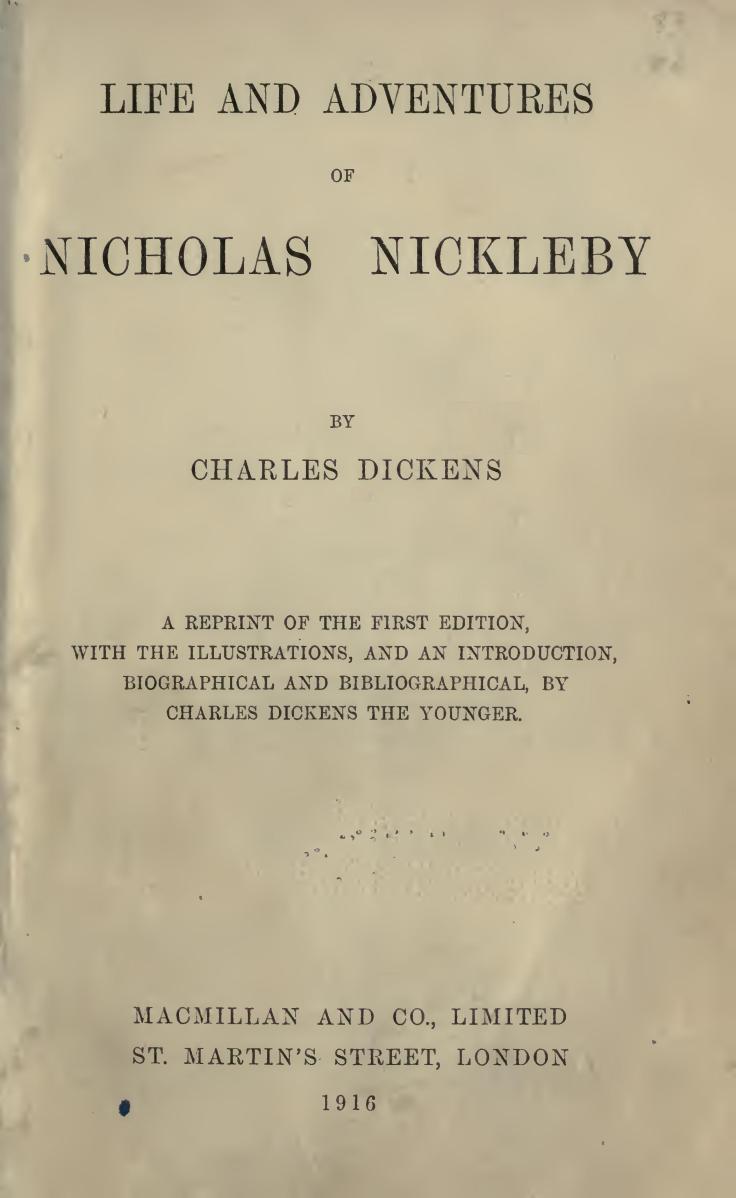 LIFE AND ADVENTURES
OF
NICHOLAS NICKLEBY
BY
CHARLES DICKENS
A REPRINT OF THE FIRST EDITION,
WITH THE ILLUSTRATIONS, AND AN INTRODUCTION,
BIOGRAPHICAL AND BIBLIOGRAPHICAL, BY
CHARLES DICKENS THE YOUNGER.
MACMILLAN AND CO., LIMITED
ST. MARTIN'S STREET, LONDON
1916